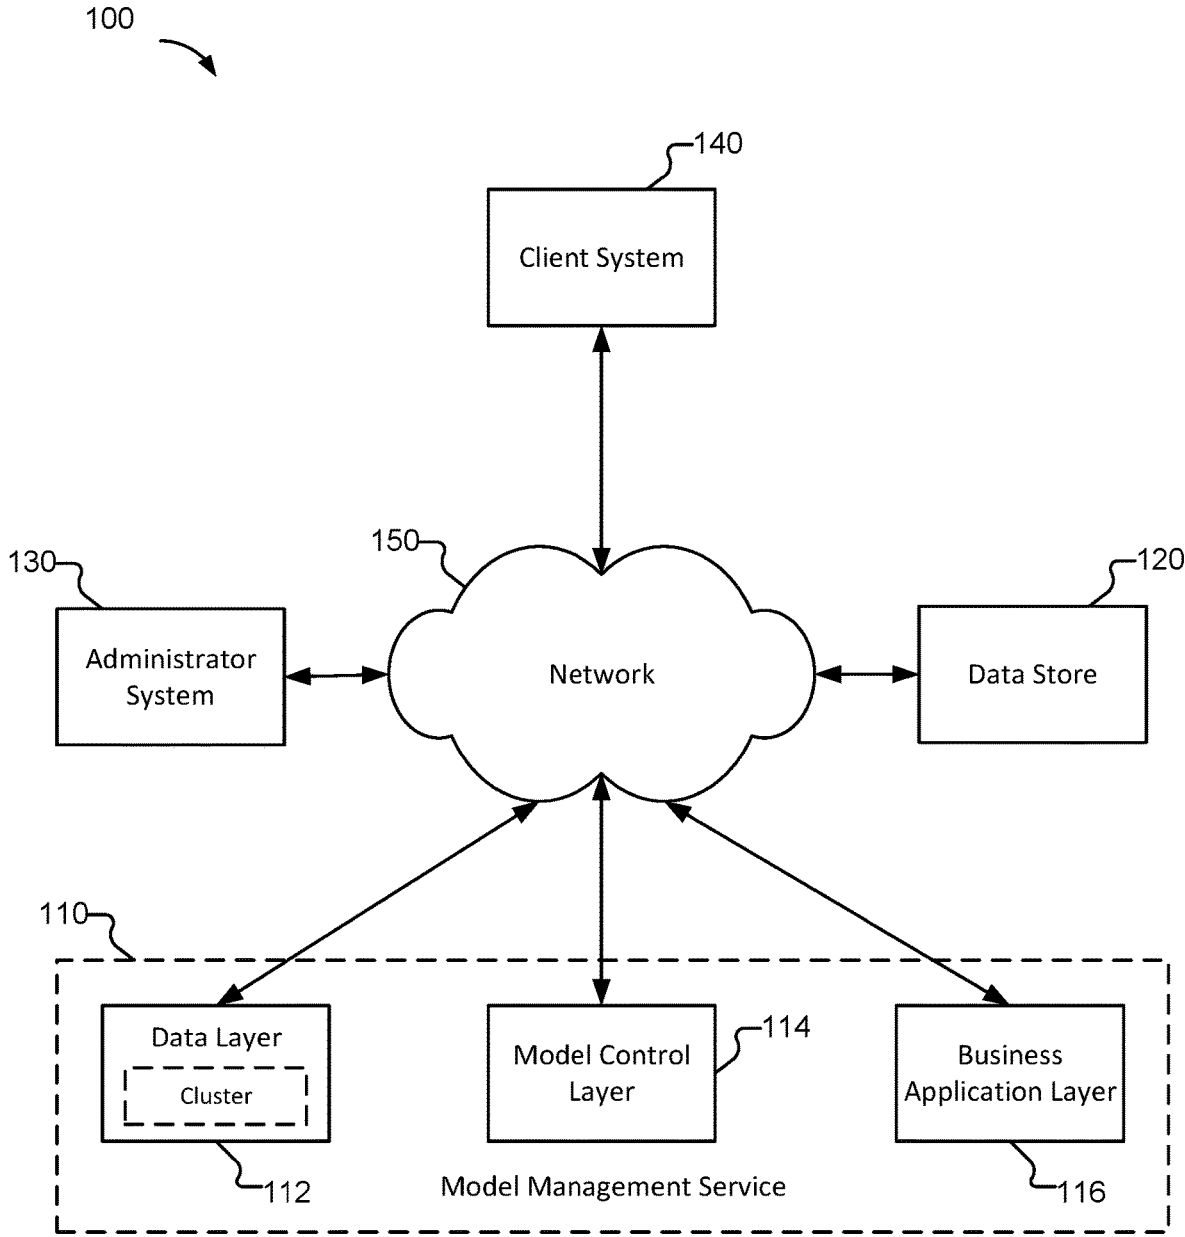 100
140
Client System
150
130
120
Administrator
System
Network
Data Store
110
Data Layer
Cluster
112
Model Control
Layer
114
Business
Application Layer
116
Model Management Service